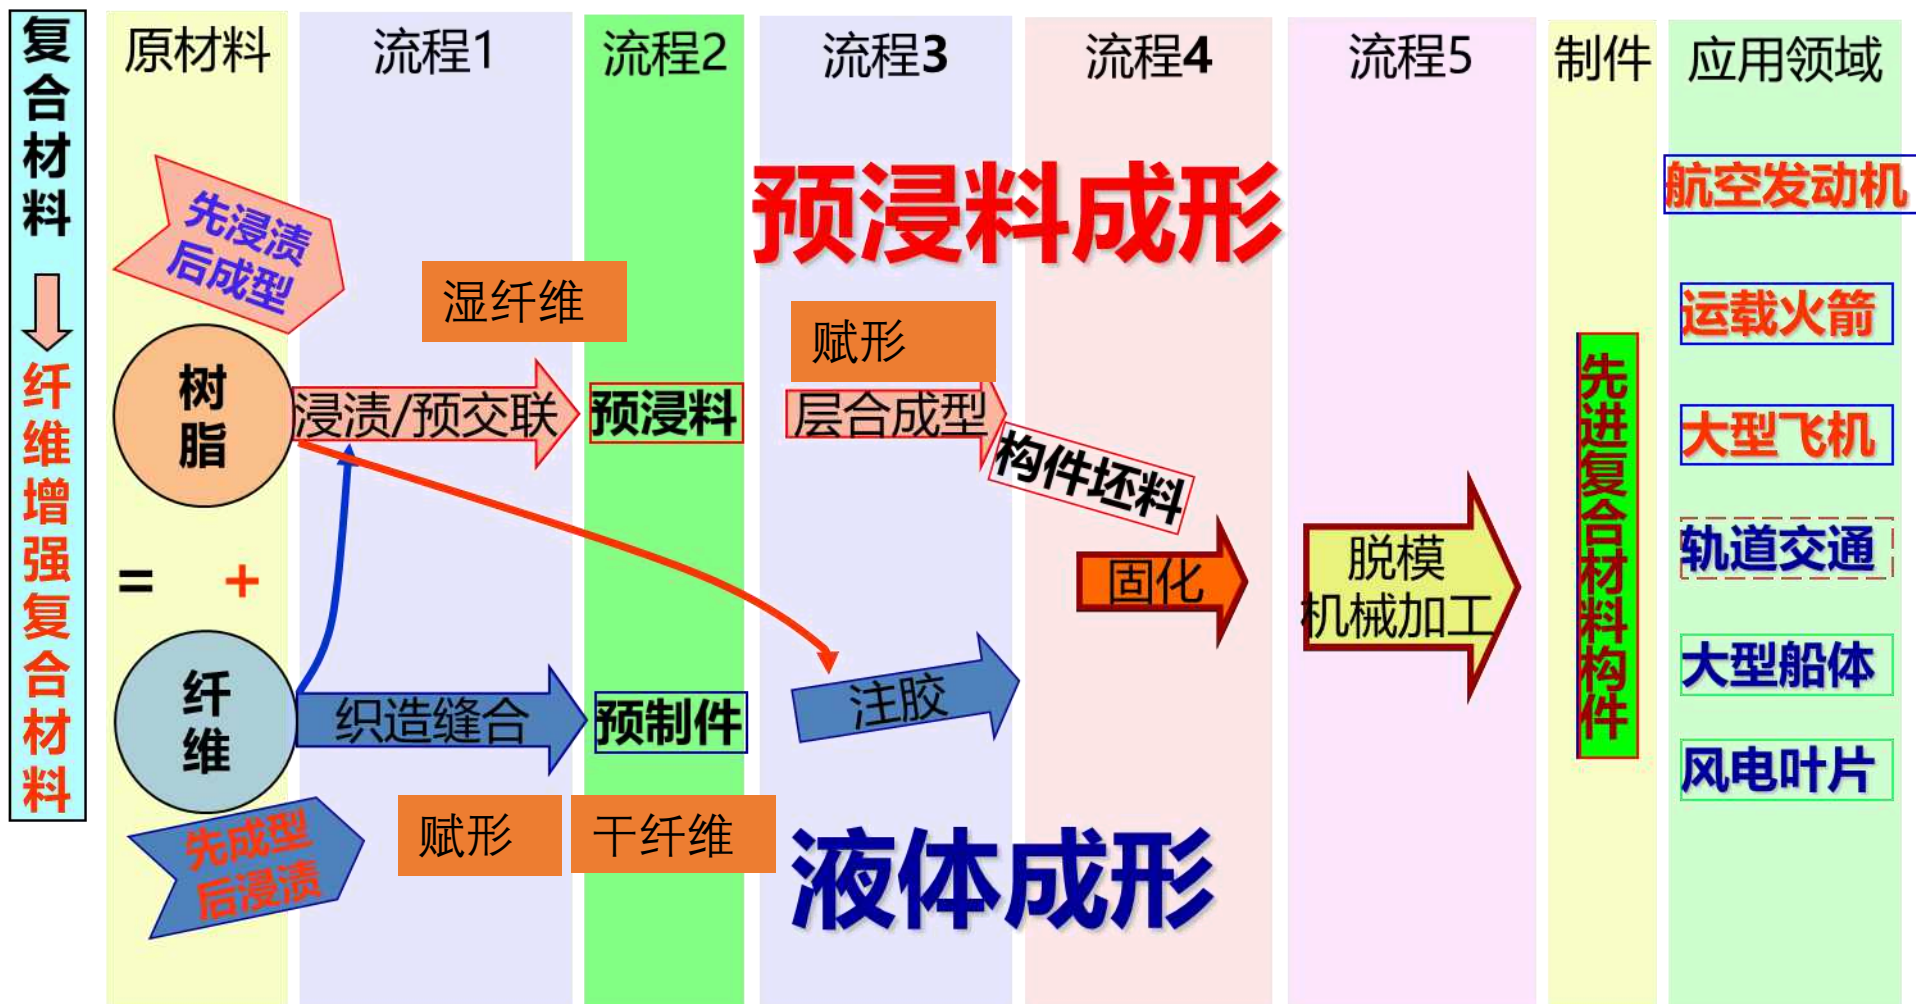 复合材料
纤维增强复合材料
原材料
流程1
流程2
流程3
流程4
流程5
制件
应用领域
预浸料成形
先浸渍
后成型
湿纤维
赋形
树脂
浸渍/预交联
预浸料
层合成型
构件坯料
=
+
固化
脱模
机械加工
先进复合材料构件
纤维
织造缝合
预制件
注胶
先成型
后浸渍
赋形
干纤维
液体成形
航空发动机
运载火箭
大型飞机
轨道交通
大型船体
风电叶片